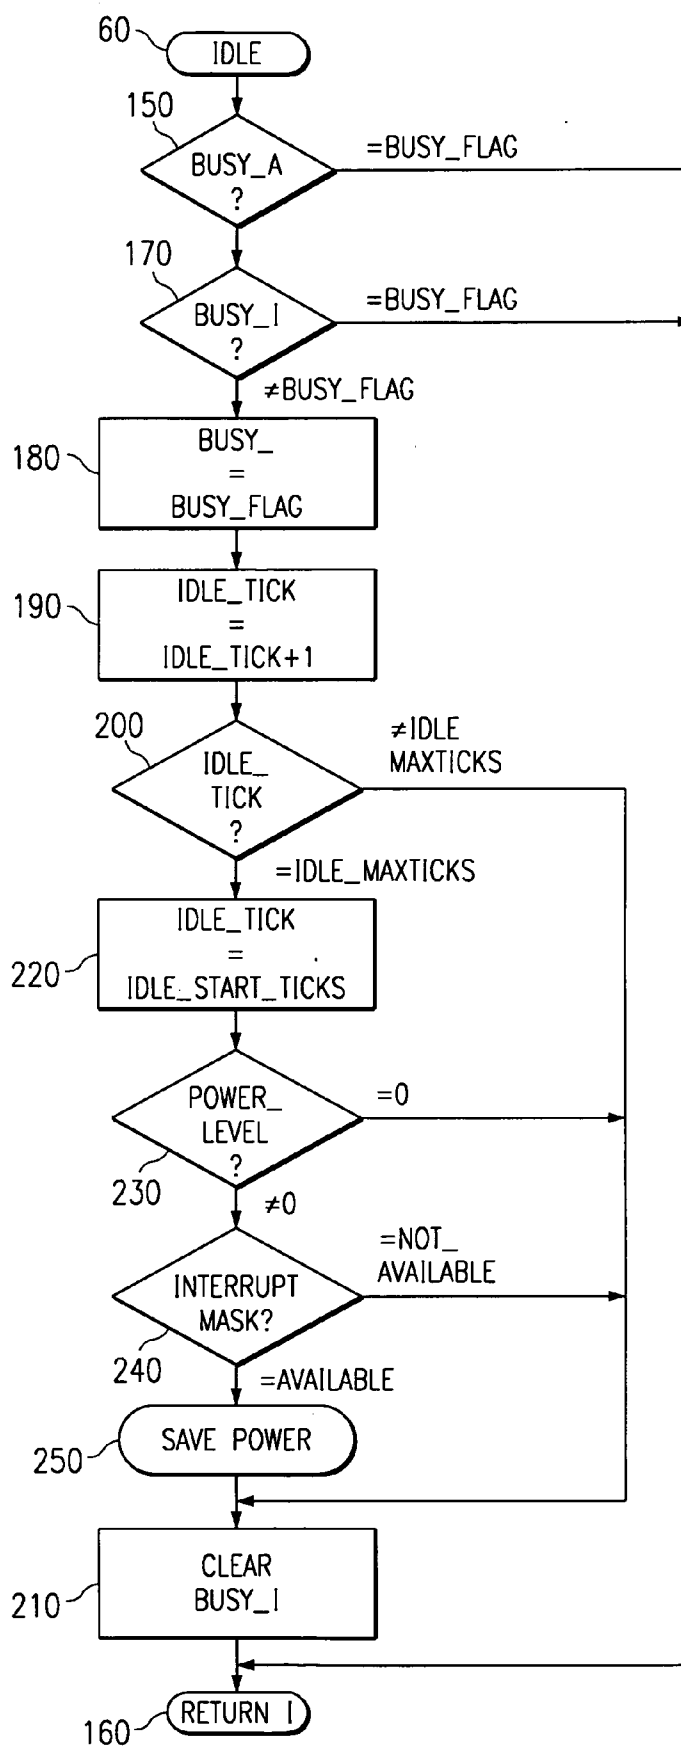 60
IDLE
150
BUSY_A
?
=BUSY_FLAG
170
BUSY_I
?
=BUSY_FLAG
≠BUSY_FLAG
180
BUSY_
=
BUSY_FLAG
190
IDLE_TICK
=
IDLE_TICK+1
200
IDLE_
TICK
?
≠IDLE
MAXTICKS
=IDLE_MAXTICKS
220
IDLE_TICK
=
IDLE_START_TICKS
POWER_
LEVEL
?
=0
230
≠0
INTERRUPT
MASK?
=NOT_
AVAILABLE
240
=AVAILABLE
250
SAVE POWER
210
CLEAR
BUSY_I
160
RETURN I